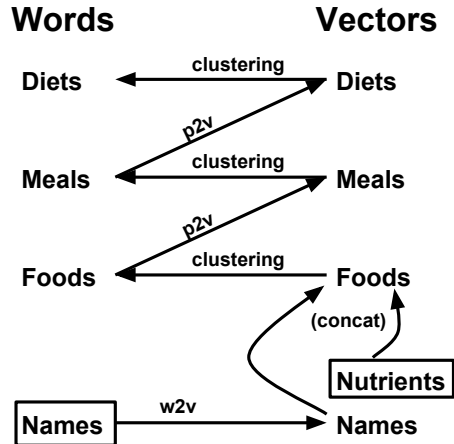 Words Vectors
clustering
Diets Diets
p2v
clustering
Meals Meals
p2v
clustering
Foods Foods
(concat)
Nutrients
w2v
Names Names